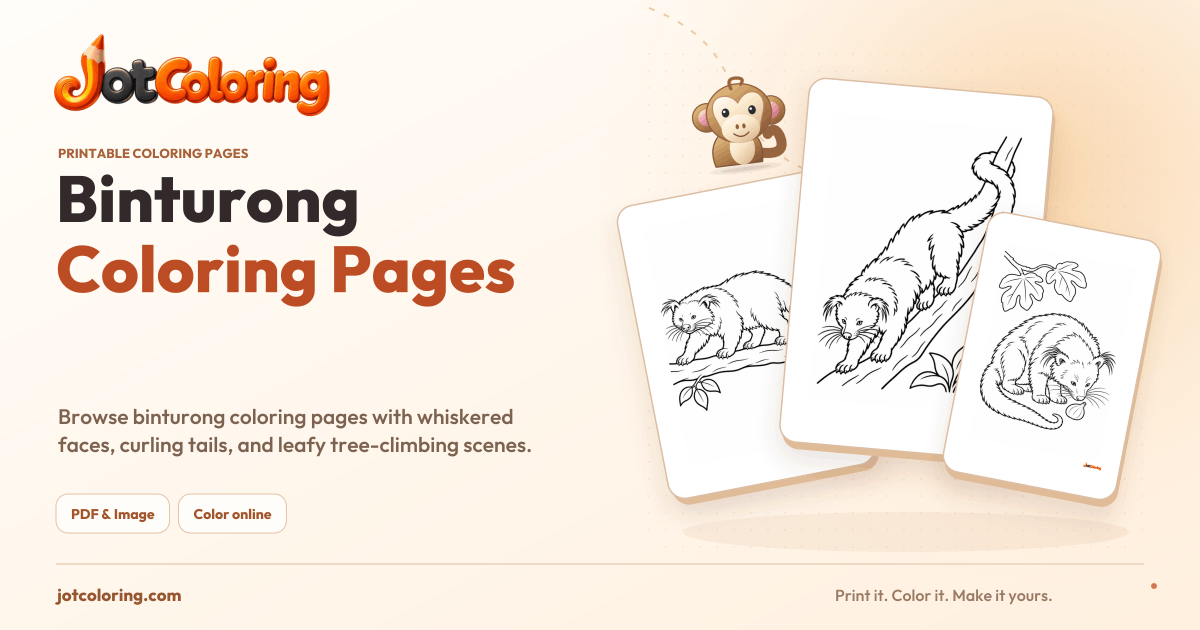 JotColoring
PRINTABLE COLORING PAGES
Binturong
Coloring Pages
Browse binturong coloring pages with whiskered
faces, curling tails, and leafy tree-climbing scenes.
PDF & Image
Color online
jotcoloring.com
Print it. Color it. Make it yours.